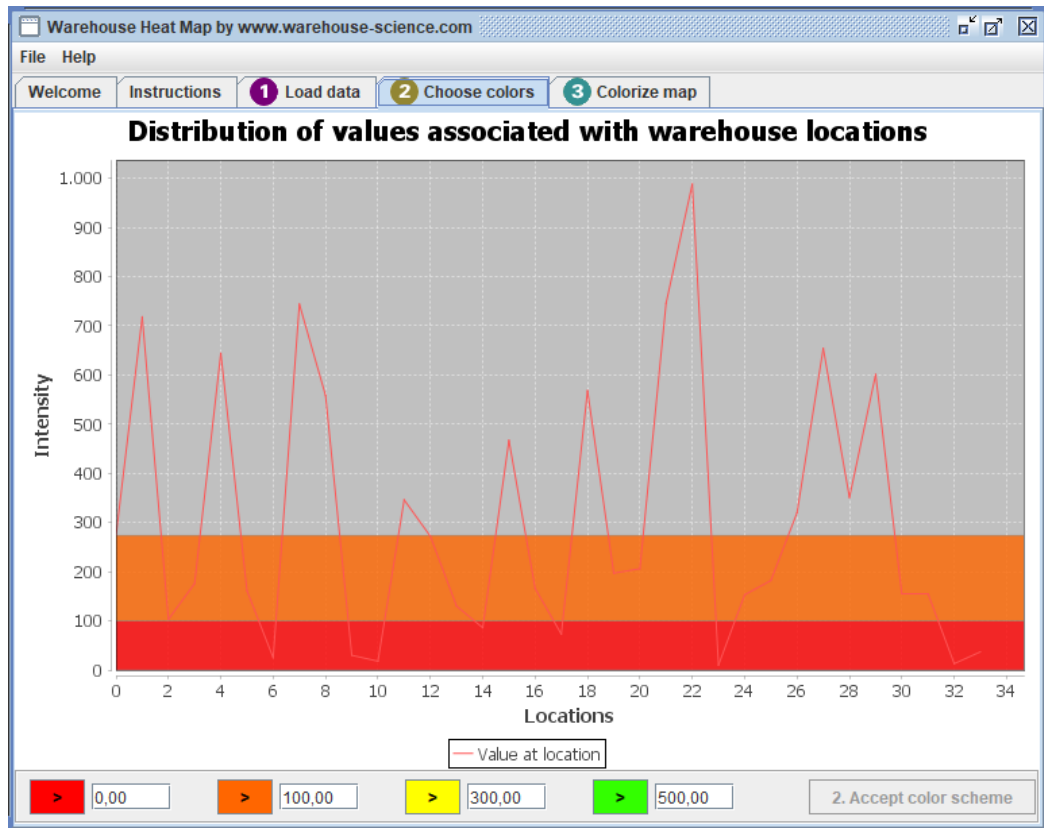 Warehouse Heat Map by www.warehouse-science.com
File Help
Welcome Instructions 1 Load data 2 Choose colors 3 Colorize map
Distribution of values associated with warehouse locations
1.000
900
800
700
600
500
400
300
200
100
0
Intensity
0 2 4 6 8 10 12 14 16 18 20 22 24 26 28 30 32 34
Locations
Value at location
> 0,00 > 100,00 > 300,00 > 500,00 2. Accept color scheme